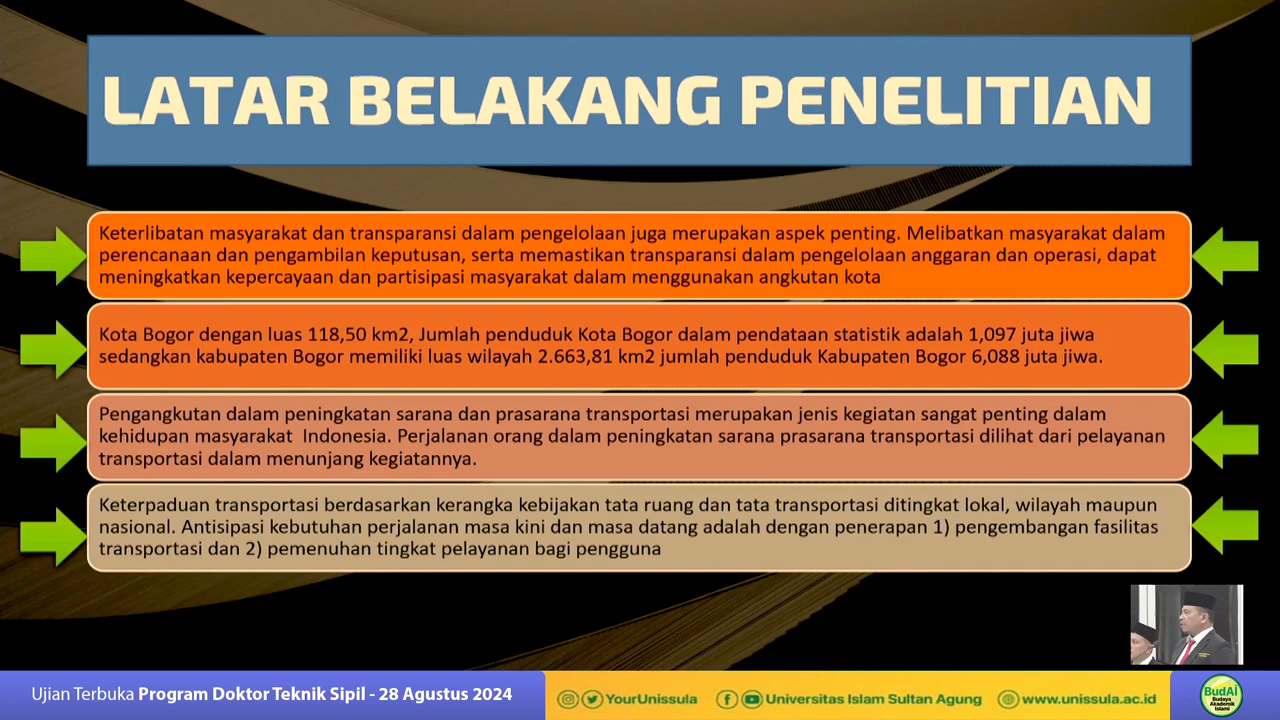 LATAR BELAKANG PENELITIAN
Keterlibatan masyarakat dan transparansi dalam pengelolaan juga merupakan aspek penting. Melibatkan masyarakat dalam
perencanaan dan pengambilan keputusan, serta memastikan transparansi dalam pengelolaan anggaran dan operasi, dapat
meningkatkan kepercayaan dan partisipasi masyarakat dalam menggunakan angkutan kota
Kota Bogor dengan luas 118,50 km2, Jumlah penduduk Kota Bogor dalam pendataan statistik adalah 1,097 juta jiwa
sedangkan kabupaten Bogor memiliki luas wilayah 2.663,81 km2 jumlah penduduk Kabupaten Bogor 6,088 juta jiwa.
Pengangkutan dalam peningkatan sarana dan prasarana transportasi merupakan jenis kegiatan sangat penting dalam
kehidupan masyarakat  Indonesia. Perjalanan orang dalam peningkatan sarana prasarana transportasi dilihat dari pelayanan
transportasi dalam menunjang kegiatannya.
Keterpaduan transportasi berdasarkan kerangka kebijakan tata ruang dan tata transportasi ditingkat lokal, wilayah maupun
nasional. Antisipasi kebutuhan perjalanan masa kini dan masa datang adalah dengan penerapan 1) pengembangan fasilitas
transportasi dan 2) pemenuhan tingkat pelayanan bagi pengguna
Ujian Terbuka Program Doktor Teknik Sipil - 28 Agustus 2024
YourUnissula
Universitas Islam Sultan Agung
www.unissula.ac.id
BudAI
Budaya
Akademik
Islami